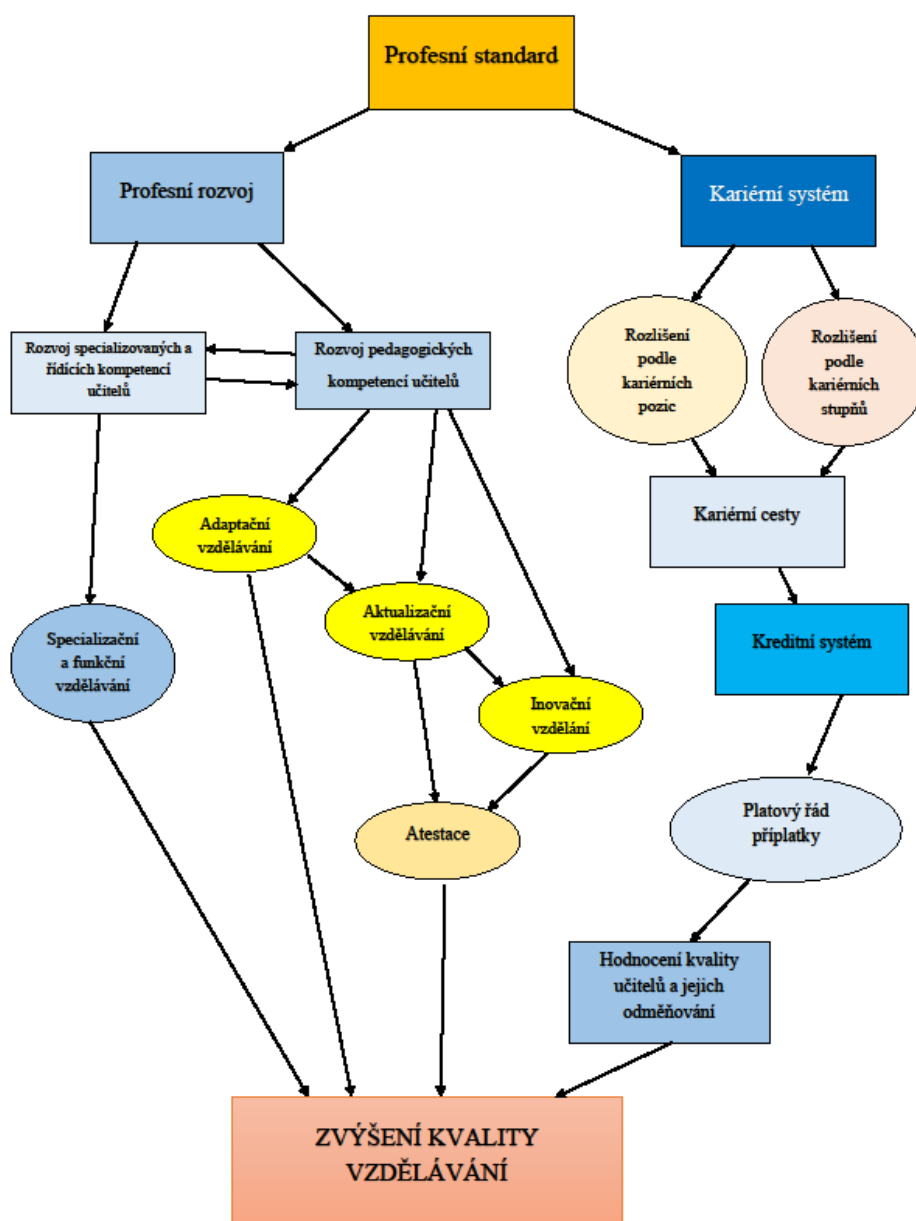 Profesní standard
Profesní rozvoj
Kariérní systém
Rozvoj specializovaných a
řídících kompetencí
učitelů
Rozvoj pedagogických
kompetencí učitelů
Rozlišení
podle
kariérních
pozic
Rozlišení
podle
kariérních
stupňů
Kariérní cesty
Adaptační
vzdělávání
Aktualizační
vzdělávání
Specializační
a funkční
vzdělávání
Kreditní systém
Inovační
vzdělání
Platový řád
příplatky
Atestace
Hodnocení kvality
učitelů a jejich
odměňování
ZVÝŠENÍ KVALITY
VZDĚLÁVÁNÍ